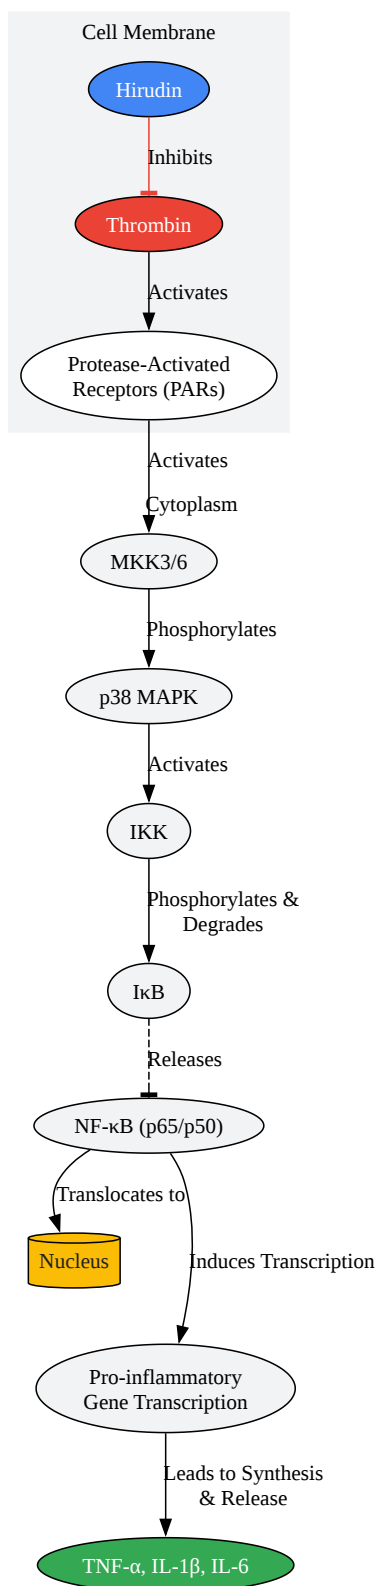 Cell Membrane
Hirudin
Inhibits
Thrombin
Activates
Protease-Activated
Receptors (PARs)
Activates
Cytoplasm
MKK3/6
Phosphorylates
p38 MAPK
Activates
IKK
Phosphorylates &
Degrades
IκB
Releases
NF-κB (p65/p50)
Translocates to
Nucleus
Induces Transcription
Pro-inflammatory
Gene Transcription
Leads to Synthesis
& Release
TNF-α, IL-1β, IL-6